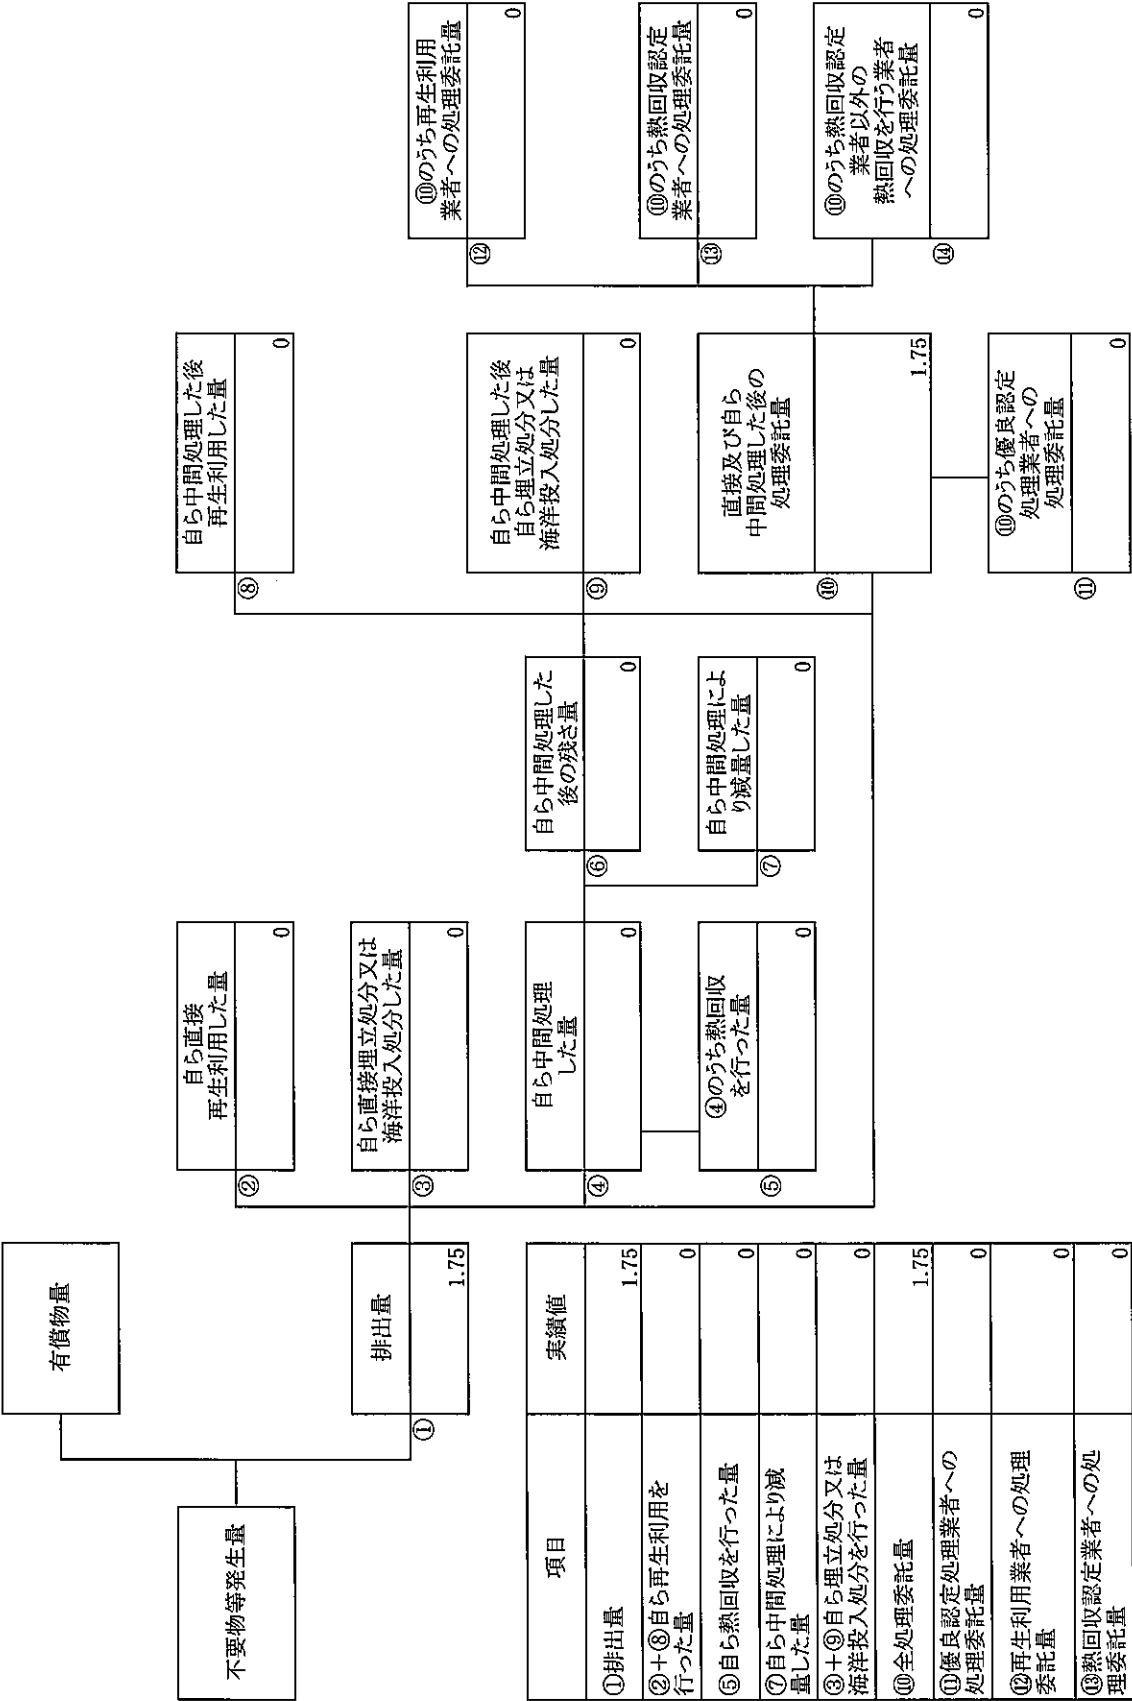 不要物等発生量
有償物量
①
排出量
1.75
②
自ら直接
再生利用した量
0
③
自ら直接埋立処分又は
海洋投入処分した量
0
④
自ら中間処理
した量
0
⑤
④のうち熱回収
を行った量
0
⑥
自ら中間処理した
後の残さ量
0
⑦
自ら中間処理によ
り減量した量
0
⑧
自ら中間処理した後
再生利用した量
0
⑨
自ら中間処理した後
自ら埋立処分又は
海洋投入処分した量
0
⑩
直接及び自ら
中間処理した後の
処理委託量
1.75
⑪
⑩のうち優良認定
処理業者への
処理委託量
0
⑫
⑩のうち再生利用
業者への処理委託量
0
⑬
⑩のうち熱回収認定
業者への処理委託量
0
⑭
⑩のうち熱回収認定
業者以外の
熱回収を行う業者
への処理委託量
0
項目 実績値
①排出量 1.75
②+⑧自ら再生利用を
行った量 0
⑤自ら熱回収を行った量 0
⑦自ら中間処理により減
量した量 0
③+⑨自ら埋立処分又は
海洋投入処分を行った量 0
⑩全処理委託量 1.75
⑪優良認定処理業者への
処理委託量 0
⑫再生利用業者への処理
委託量 0
⑬熱回収認定業者への処
理委託量 0